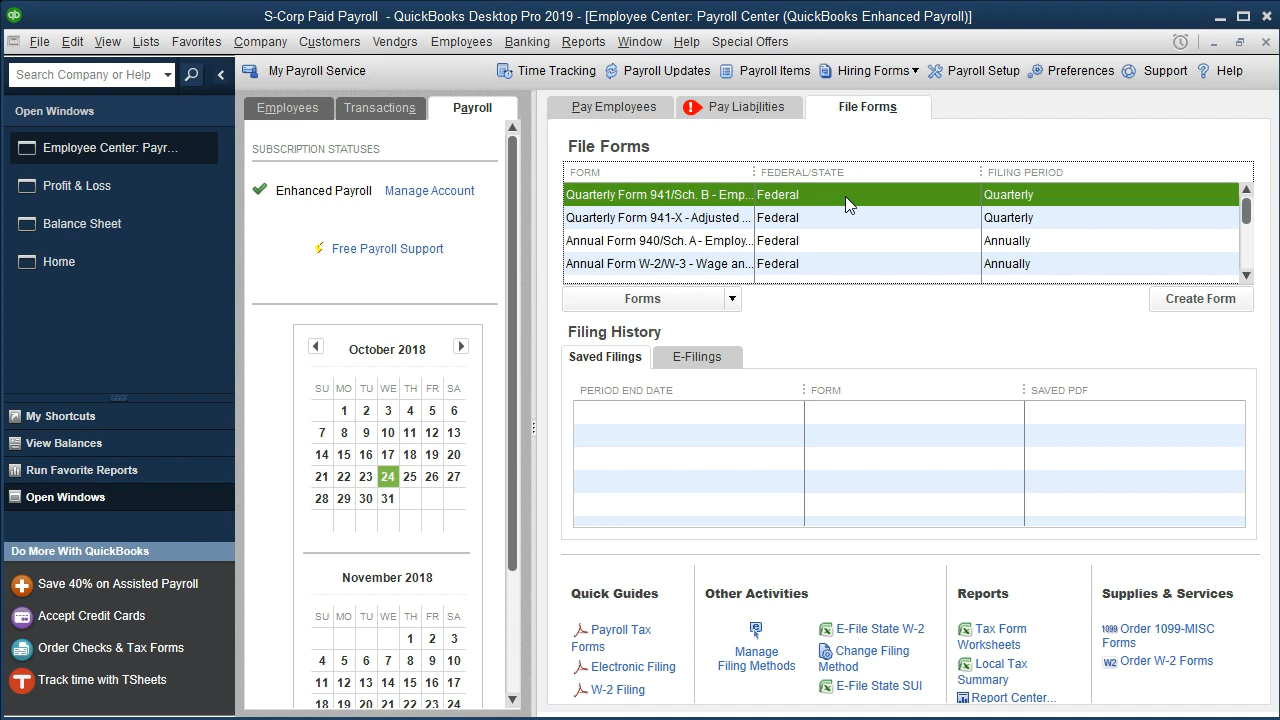 S-Corp Paid Payroll - QuickBooks Desktop Pro 2019 - [Employee Center: Payroll Center (QuickBooks Enhanced Payroll)]
File Edit View Lists Favorites Company Customers Vendors Employees Banking Reports Window Help Special Offers
Search Company or Help
My Payroll Service
Time Tracking Payroll Updates Payroll Items Hiring Forms Payroll Setup Preferences Support Help
Open Windows
Employee Center: Payr...
Profit & Loss
Balance Sheet
Home
My Shortcuts
View Balances
Run Favorite Reports
Open Windows
Do More With QuickBooks
Save 40% on Assisted Payroll
Accept Credit Cards
Order Checks & Tax Forms
Track time with TSheets
Employees Transactions Payroll
SUBSCRIPTION STATUSES
Enhanced Payroll Manage Account
Free Payroll Support
October 2018
SU MO TU WE TH FR SA
1 2 3 4 5 6
7 8 9 10 11 12 13
14 15 16 17 18 19 20
21 22 23 24 25 26 27
28 29 30 31
November 2018
SU MO TU WE TH FR SA
1 2 3
4 5 6 7 8 9 10
11 12 13 14 15 16 17
18 19 20 21 22 23 24
Pay Employees Pay Liabilities File Forms
File Forms
FORM FEDERAL/STATE FILING PERIOD
Quarterly Form 941/Sch. B - Emp... Federal Quarterly
Quarterly Form 941-X - Adjusted ... Federal Quarterly
Annual Form 940/Sch. A - Employ... Federal Annually
Annual Form W-2/W-3 - Wage an... Federal Annually
Forms Create Form
Filing History
Saved Filings E-Filings
PERIOD END DATE FORM SAVED PDF
Quick Guides
Payroll Tax
Forms
Electronic Filing
W-2 Filing
Other Activities
Manage
Filing Methods
E-File State W-2
Change Filing
Method
E-File State SUI
Reports
Tax Form
Worksheets
Local Tax
Summary
Report Center...
Supplies & Services
1099 Order 1099-MISC
Forms
W2 Order W-2 Forms